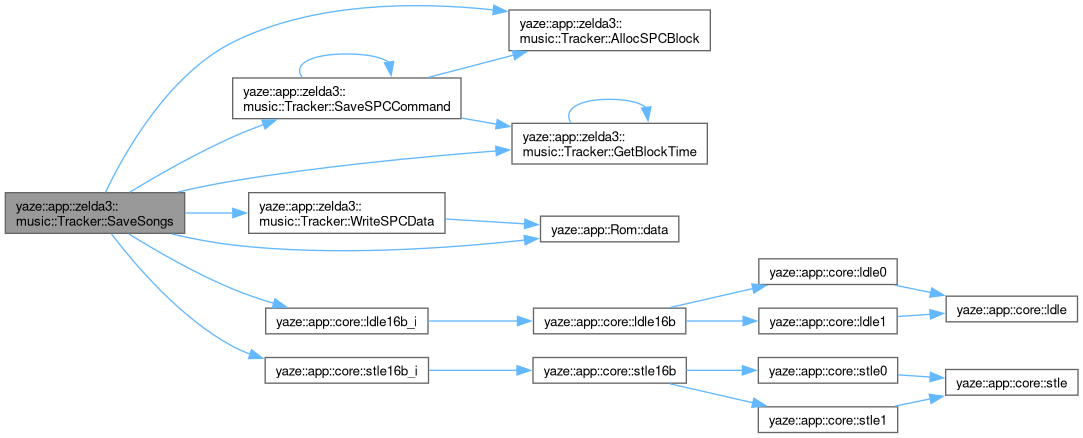 yaze::app::zelda3::
music::Tracker::AllocSPCBlock
yaze::app::zelda3::
music::Tracker::SaveSPCCommand
yaze::app::zelda3::
music::Tracker::GetBlockTime
yaze::app::zelda3::
music::Tracker::SaveSongs
yaze::app::zelda3::
music::Tracker::WriteSPCData
yaze::app::Rom::data
yaze::app::core::ldle0
yaze::app::core::ldle
yaze::app::core::ldle16b_i
yaze::app::core::ldle16b
yaze::app::core::ldle1
yaze::app::core::stle16b_i
yaze::app::core::stle16b
yaze::app::core::stle0
yaze::app::core::stle
yaze::app::core::stle1